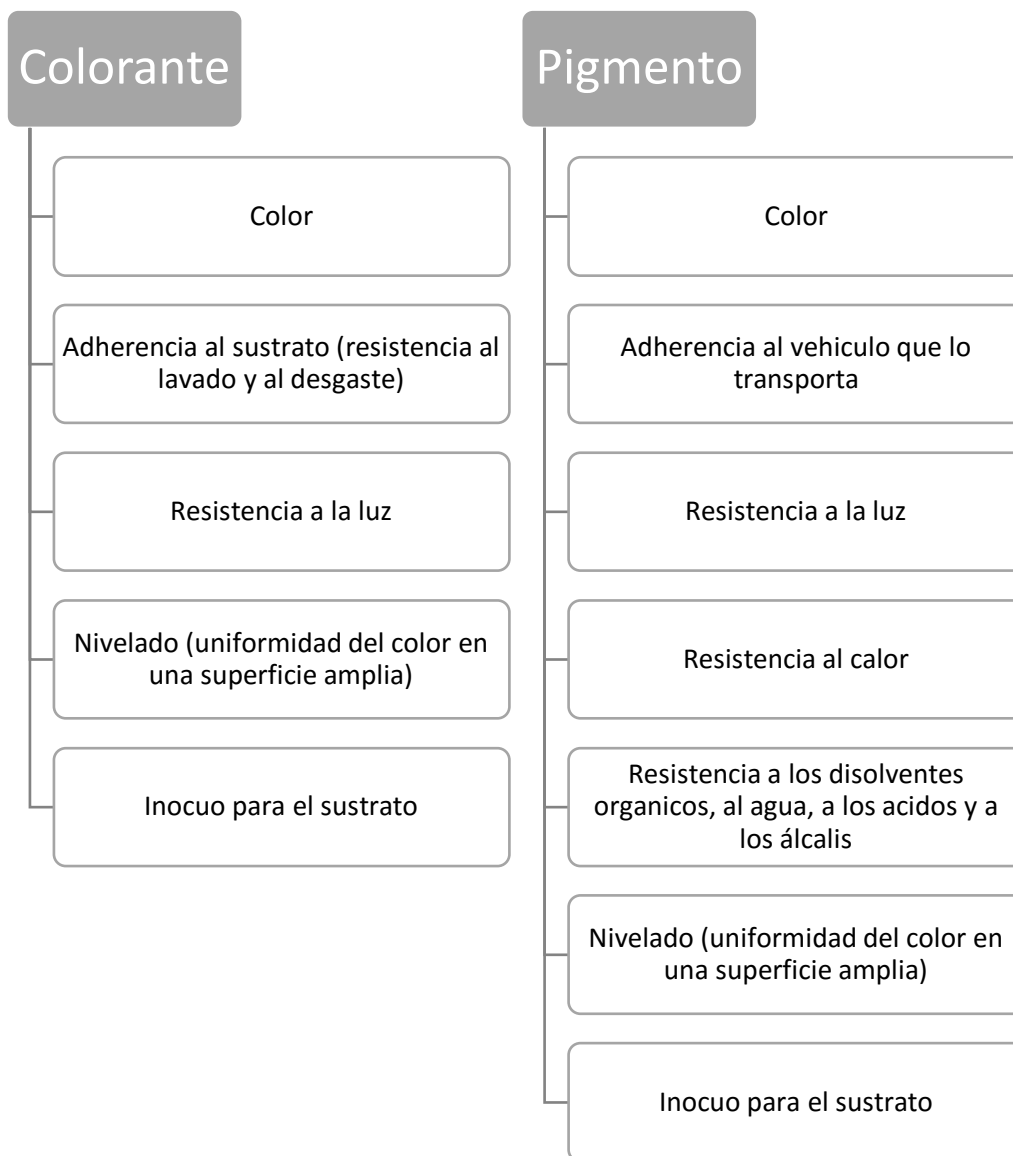 Colorante
Color
Adherencia al sustrato (resistencia al
lavado y al desgaste)
Resistencia a la luz
Nivelado (uniformidad del color en
una superficie amplia)
Inocuo para el sustrato
Pigmento
Color
Adherencia al vehiculo que lo
transporta
Resistencia a la luz
Resistencia al calor
Resistencia a los disolventes
organicos, al agua, a los acidos y a
los álcalis
Nivelado (uniformidad del color en
una superficie amplia)
Inocuo para el sustrato